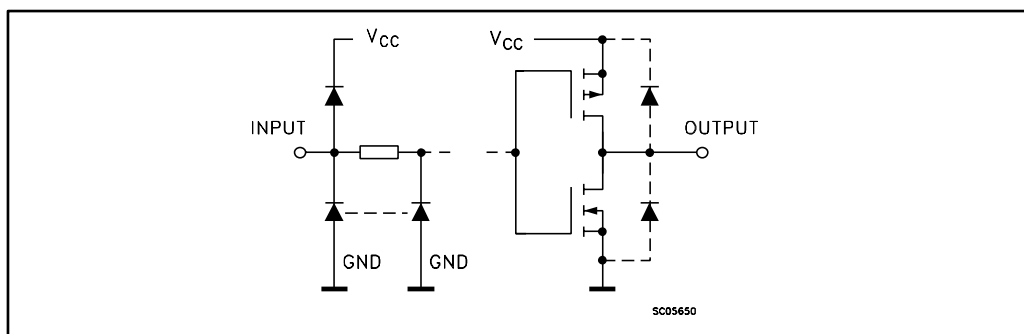 VCC
VCC
INPUT
OUTPUT
GND
GND
SC05650